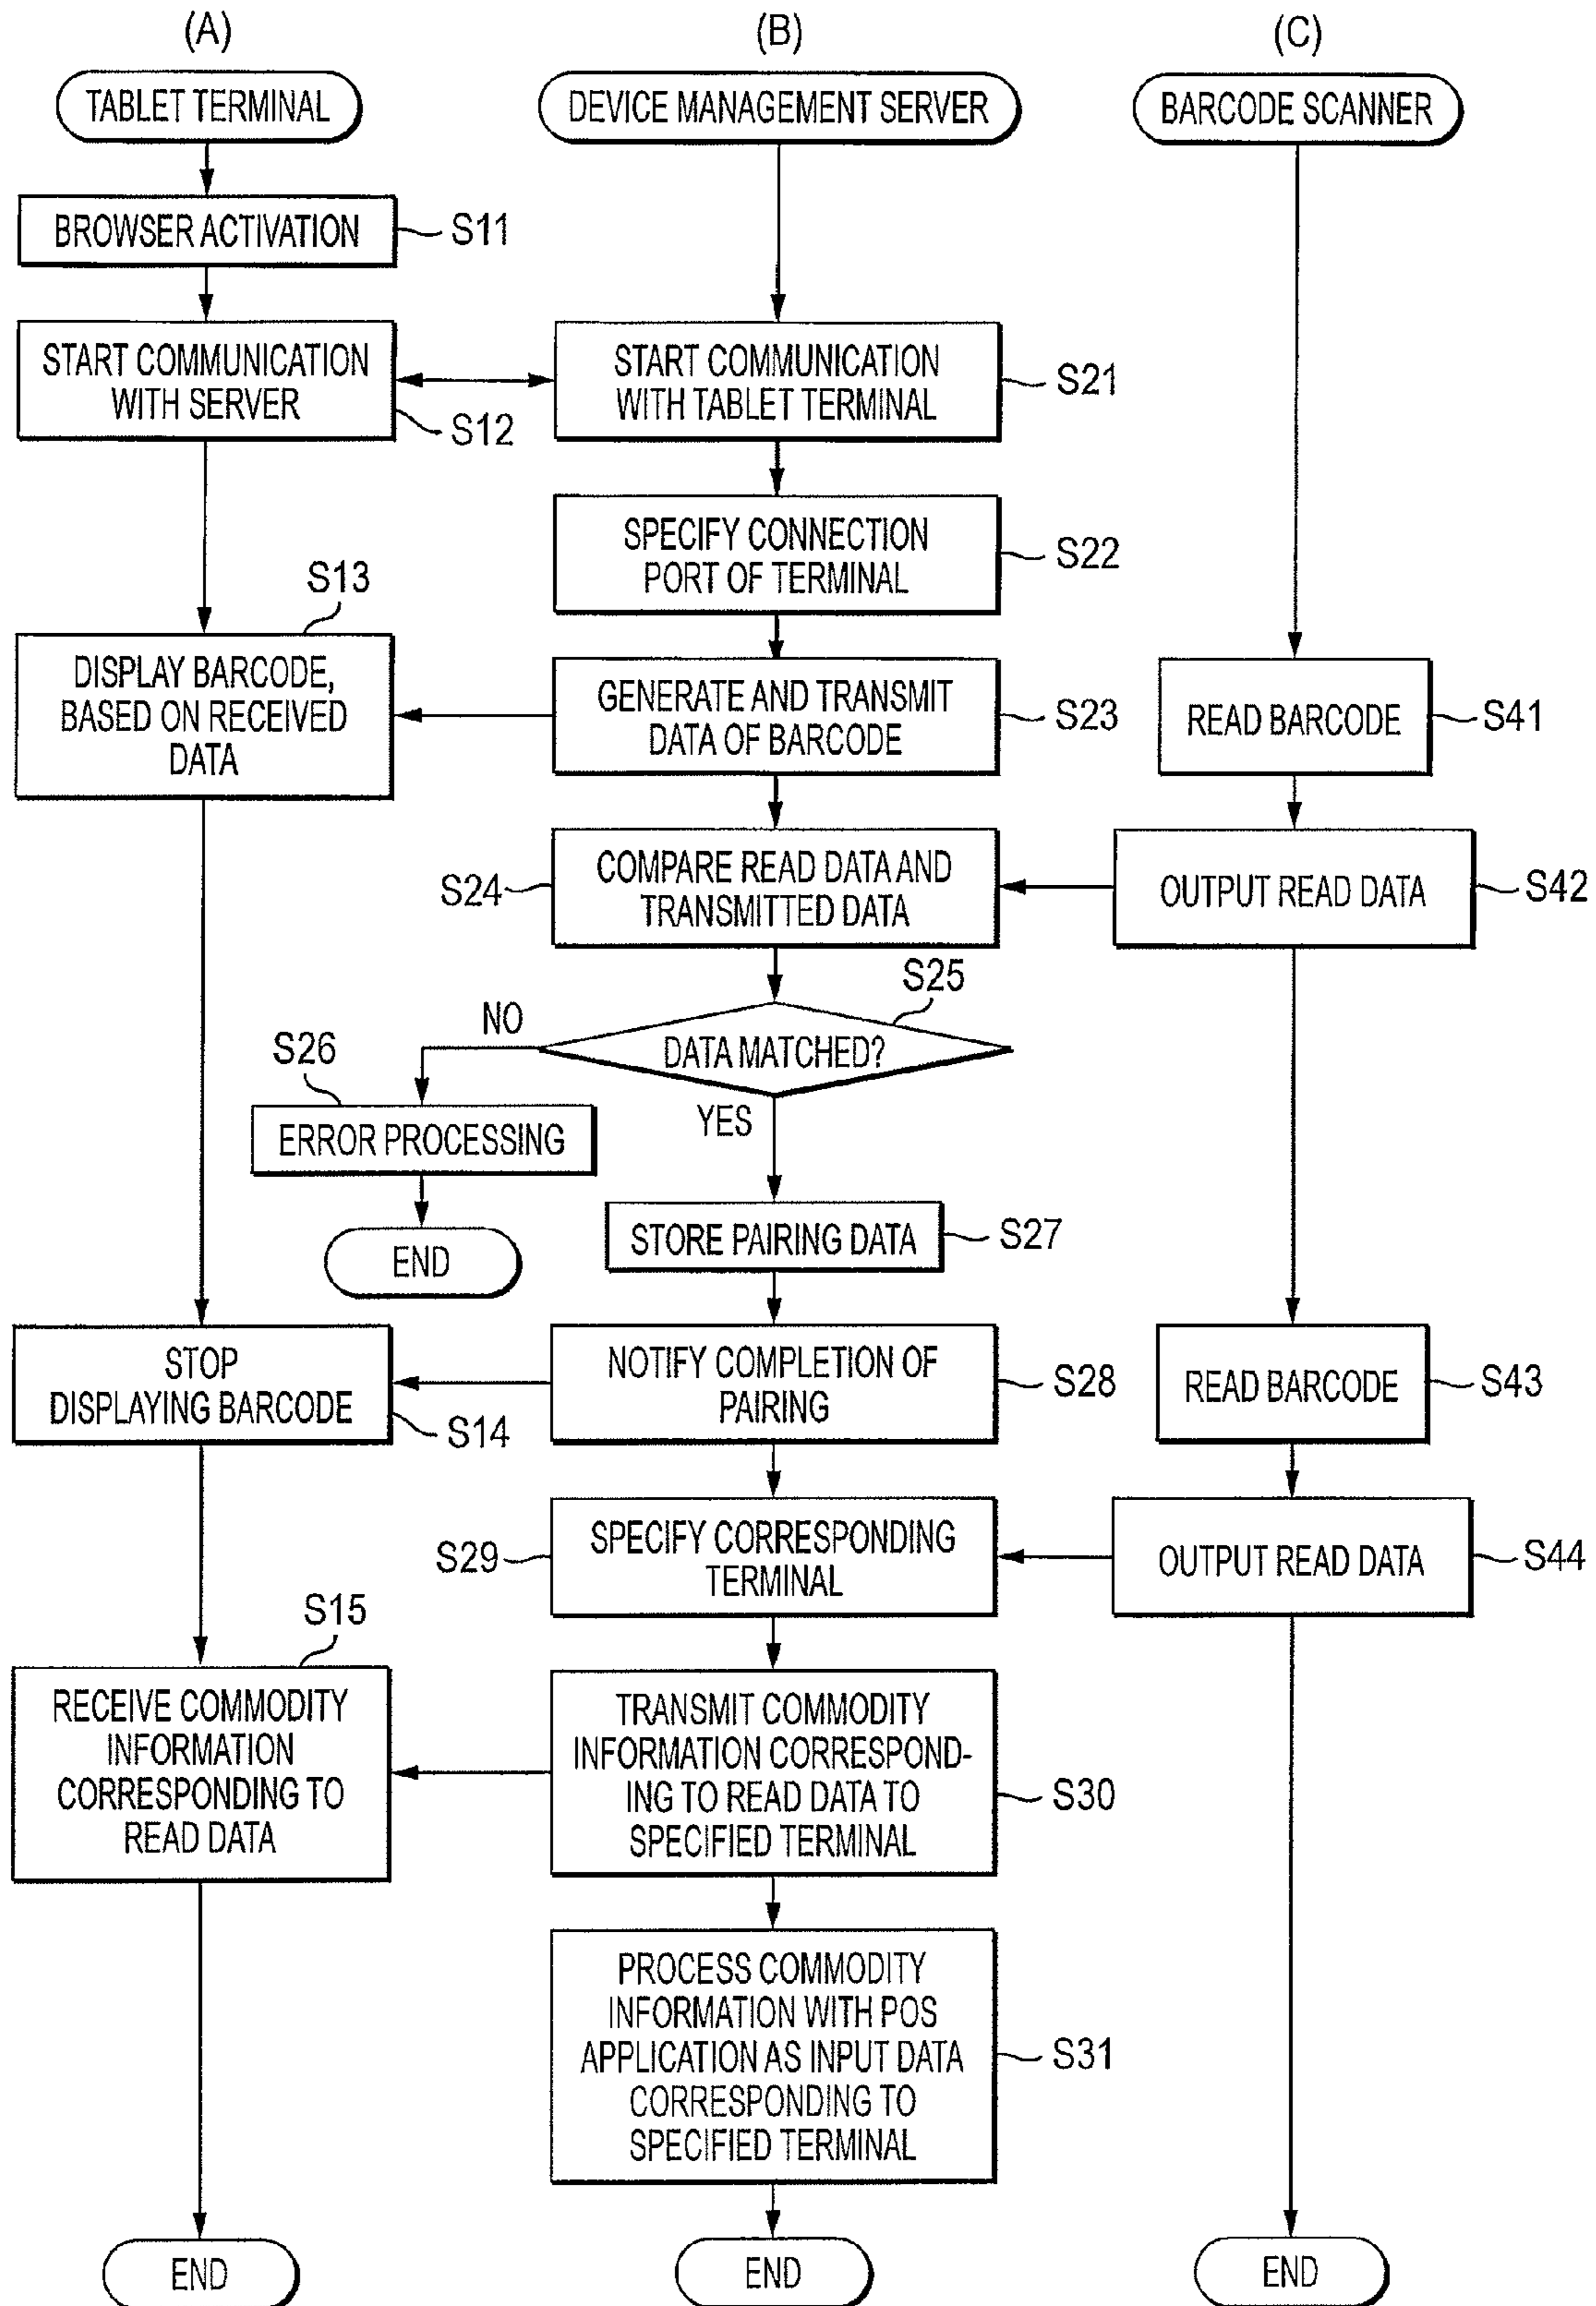 (A)
(B)
(C)
TABLET TERMINAL
DEVICE MANAGEMENT SERVER
BARCODE SCANNER
BROWSER ACTIVATION
S11
START COMMUNICATION
WITH SERVER
S12
START COMMUNICATION
WITH TABLET TERMINAL
S21
SPECIFY CONNECTION
PORT OF TERMINAL
S22
S13
DISPLAY BARCODE,
BASED ON RECEIVED
DATA
GENERATE AND TRANSMIT
DATA OF BARCODE
S23
READ BARCODE
S41
S24
COMPARE READ DATA AND
TRANSMITTED DATA
OUTPUT READ DATA
S42
S25
NO
DATA MATCHED?
S26
ERROR PROCESSING
YES
END
STORE PAIRING DATA
S27
STOP
DISPLAYING BARCODE
S14
NOTIFY COMPLETION OF
PAIRING
S28
READ BARCODE
S43
S29
SPECIFY CORRESPONDING
TERMINAL
OUTPUT READ DATA
S44
S15
RECEIVE COMMODITY
INFORMATION
CORRESPONDING TO
READ DATA
TRANSMIT COMMODITY
INFORMATION CORRESPOND-
ING TO READ DATA TO
SPECIFIED TERMINAL
S30
PROCESS COMMODITY
INFORMATION WITH POS
APPLICATION AS INPUT DATA
CORRESPONDING TO
SPECIFIED TERMINAL
S31
END
END
END